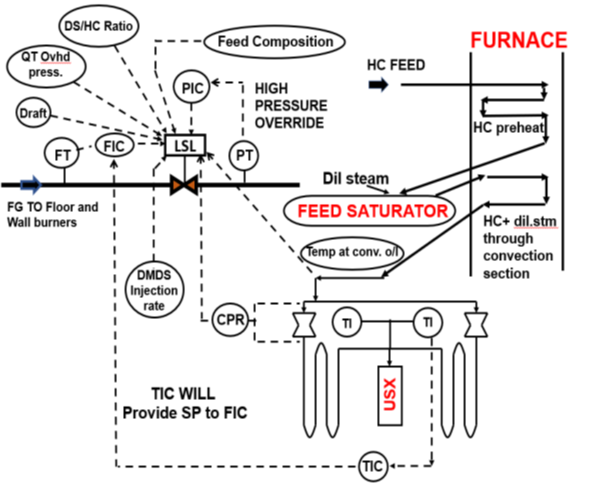 DS/HC Ratio
Feed Composition
FURNACE
QT Ovhd
press.
HC FEED
PIC
HIGH
PRESSURE
OVERRIDE
Draft
HC preheat
FT
FIC
LSL
PT
Dil steam
FG TO Floor and
Wall burners
FEED SATURATOR
HC+ dil.stm
through
convection
section
Temp at conv. o/l
DMDS
Injection
rate
CPR
TI
TI
USX
TIC WILL
Provide SP to FIC
TIC